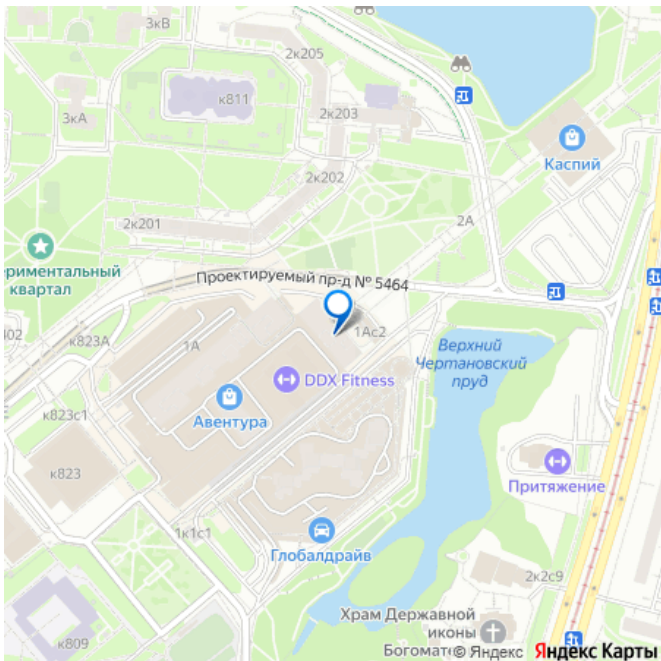 3кВ
2к205
к811
2к203
3кА
Каспий
2к202
2А
2к201
ериментальный
квартал
Проектируемый пр-д № 5464
402
к823А
1А
1Ас2
Верхний
Чертановский
пруд
DDX Fitness
Авентура
к823с1
к823
Притяжение
1к1с1
Глобалдрайв
2к2с9
Храм Державной
иконы
Богомат
к809
© Яндекс Яндекс Карты